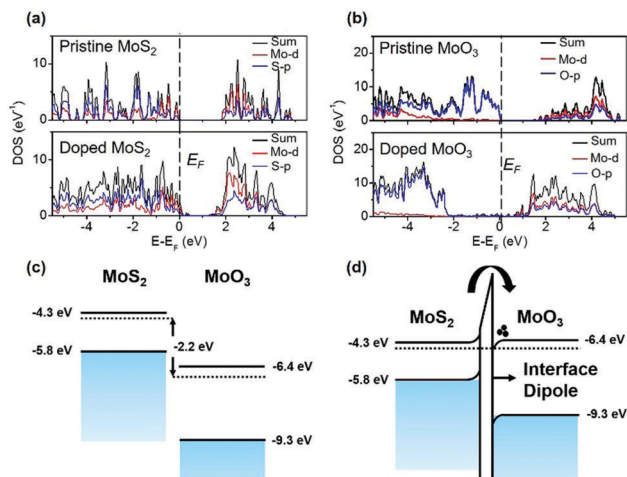 (a)
Pristine MoS2
Sum
Mo-d
S-p
10
5
0
Doped MoS2
Sum
Mo-d
S-p
EF
10
0
DOS (eV-1)
-4 -2 0 2 4
E-EF (eV)
(b)
Pristine MoO3
Sum
Mo-d
O-p
20
10
0
Doped MoO3
Sum
Mo-d
O-p
EF
20
10
0
DOS (eV-1)
-4 -2 0 2 4
E-EF (eV)
(c)
MoS2
MoO3
-4.3 eV
-2.2 eV
-5.8 eV
-6.4 eV
-9.3 eV
(d)
MoS2
MoO3
-4.3 eV
-6.4 eV
-5.8 eV
Interface
Dipole
-9.3 eV